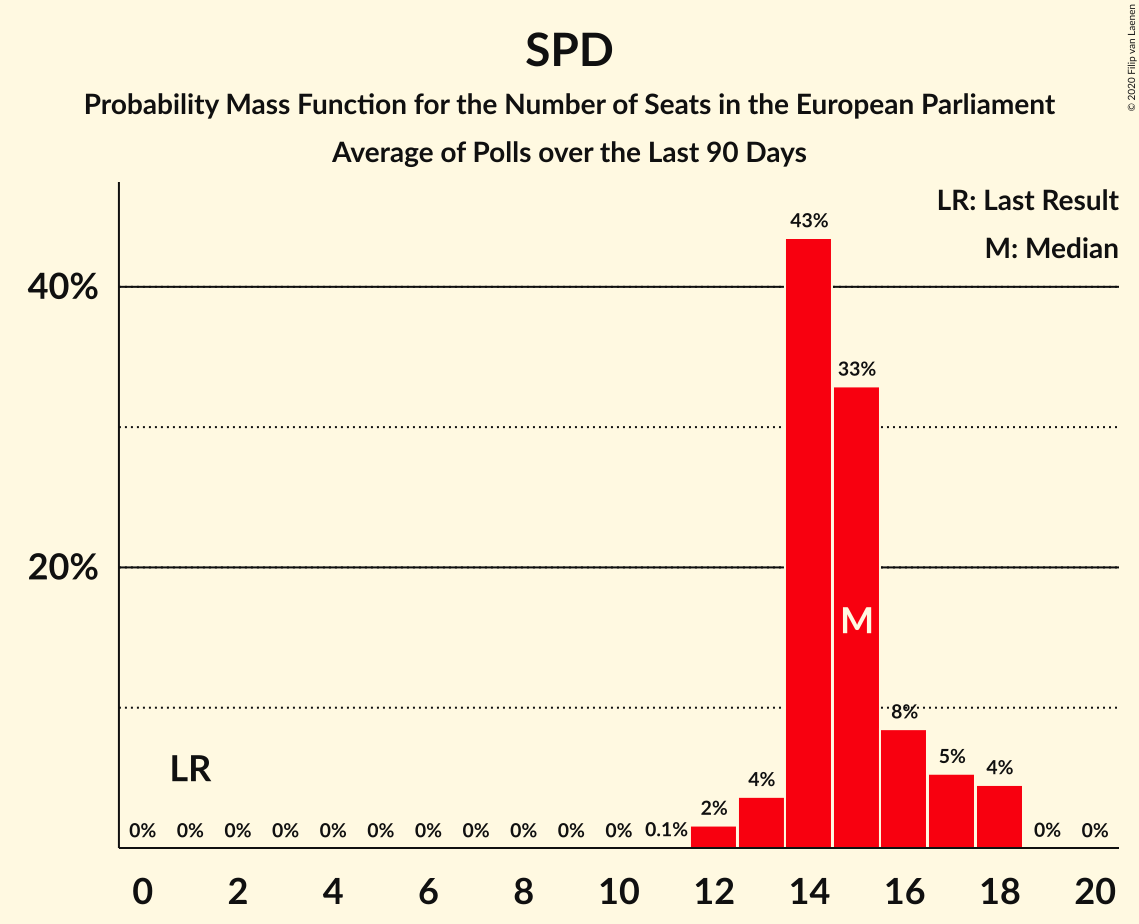 SPD
Probability Mass Function for the Number of Seats in the European Parliament
Average of Polls over the Last 90 Days
© 2020 Filip van Laenen
LR: Last Result
M: Median
43%
40%
33%
20%
M
8%
5%
LR
4%
4%
2%
0% 0% 0% 0% 0% 0% 0% 0% 0% 0% 0% 0.1% 0% 0%
0 2 4 6 8 10 12 14 16 18 20